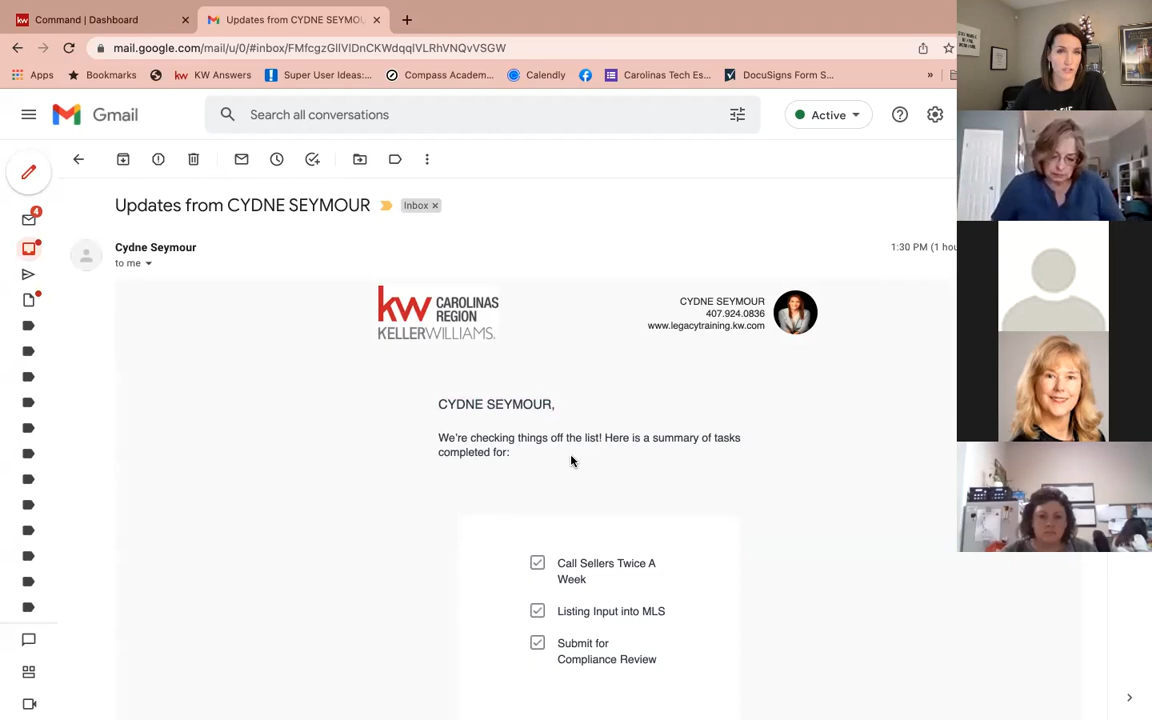 Command | Dashboard
Updates from CYDNE SEYMOU
mail.google.com/mail/u/0/#inbox/FMfcgzGllVlDnCKWdqqlVLRhVNQvVSGW
Apps
Bookmarks
kw KW Answers
Super User Ideas:...
Compass Academ...
Calendly
Carolinas Tech Es...
DocuSigns Form S...
»
Gmail
Search all conversations
Active
4
Updates from CYDNE SEYMOUR
Inbox ×
Cydne Seymour
1:30 PM (1 hou
to me
kw CAROLINAS
REGION
KELLERWILLIAMS.
CYDNE SEYMOUR
407.924.0836
www.legacytraining.kw.com
CYDNE SEYMOUR,
We're checking things off the list! Here is a summary of tasks
completed for:
Call Sellers Twice A
Week
Listing Input into MLS
Submit for
Compliance Review